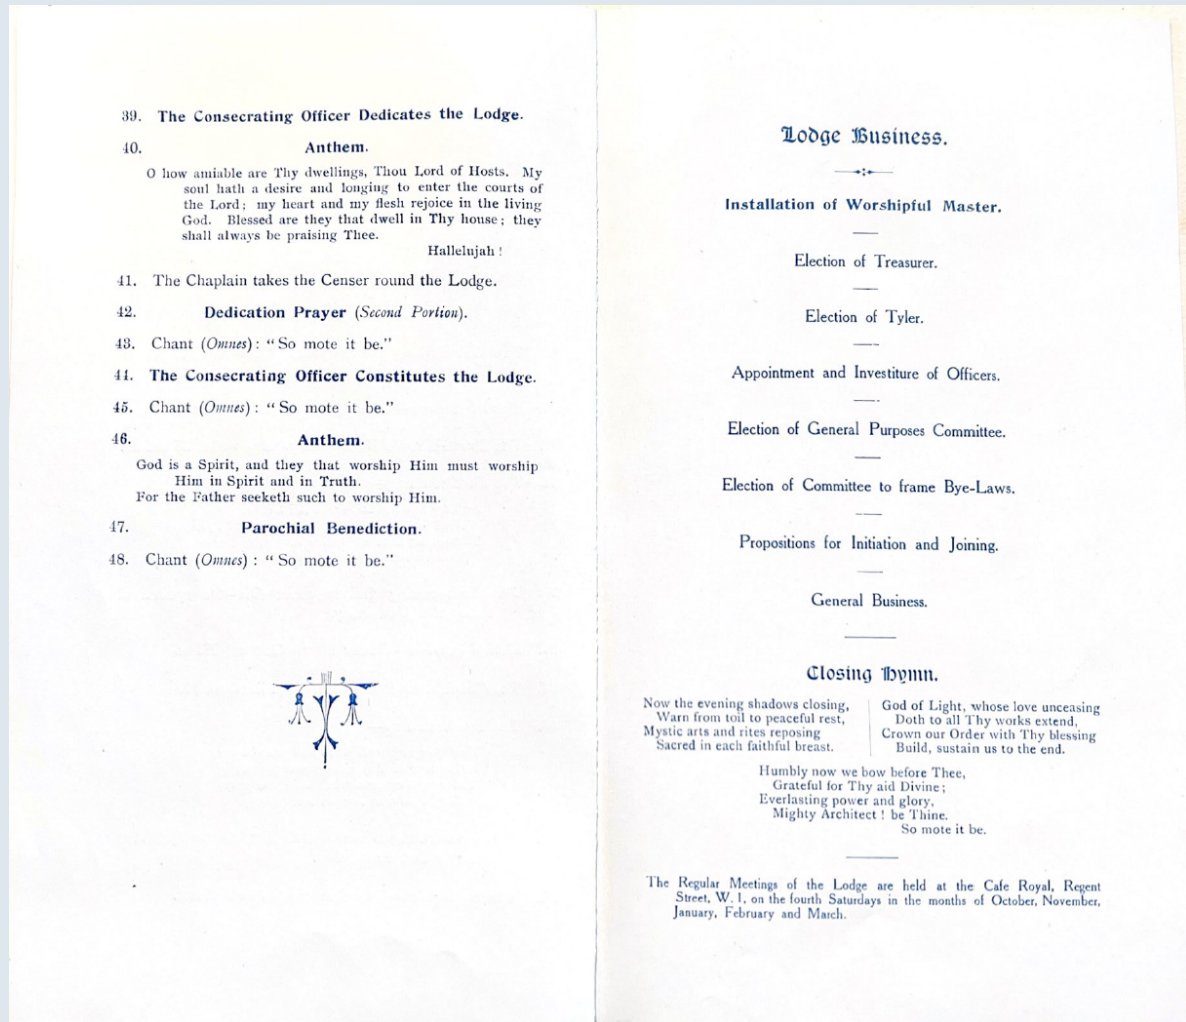 39. The Consecrating Officer Dedicates the Lodge.
40. Anthem.
O how amiable are Thy dwellings, Thou Lord of Hosts. My
soul hath a desire and longing to enter the courts of
the Lord; my heart and my flesh rejoice in the living
God. Blessed are they that dwell in Thy house; they
shall always be praising Thee.
Hallelujah!
41. The Chaplain takes the Censer round the Lodge.
42. Dedication Prayer (Second Portion).
43. Chant (Omnes): "So mote it be."
44. The Consecrating Officer Constitutes the Lodge.
45. Chant (Omnes): "So mote it be."
46. Anthem.
God is a Spirit, and they that worship Him must worship
Him in Spirit and in Truth.
For the Father seeketh such to worship Him.
47. Parochial Benediction.
48. Chant (Omnes): "So mote it be."
Lodge Business.
Installation of Worshipful Master.
Election of Treasurer.
Election of Tyler.
Appointment and Investiture of Officers.
Election of General Purposes Committee.
Election of Committee to frame Bye-Laws.
Propositions for Initiation and Joining.
General Business.
Closing Hymn.
Now the evening shadows closing,
Warn from toil to peaceful rest,
Mystic arts and rites reposing
Sacred in each faithful breast.
God of Light, whose love unceasing
Doth to all Thy works extend,
Crown our Order with Thy blessing
Build, sustain us to the end.
Humbly now we bow before Thee,
Grateful for Thy aid Divine;
Everlasting power and glory,
Mighty Architect! be Thine.
So mote it be.
The Regular Meetings of the Lodge are held at the Cafe Royal, Regent
Street, W. 1, on the fourth Saturdays in the months of October, November,
January, February and March.